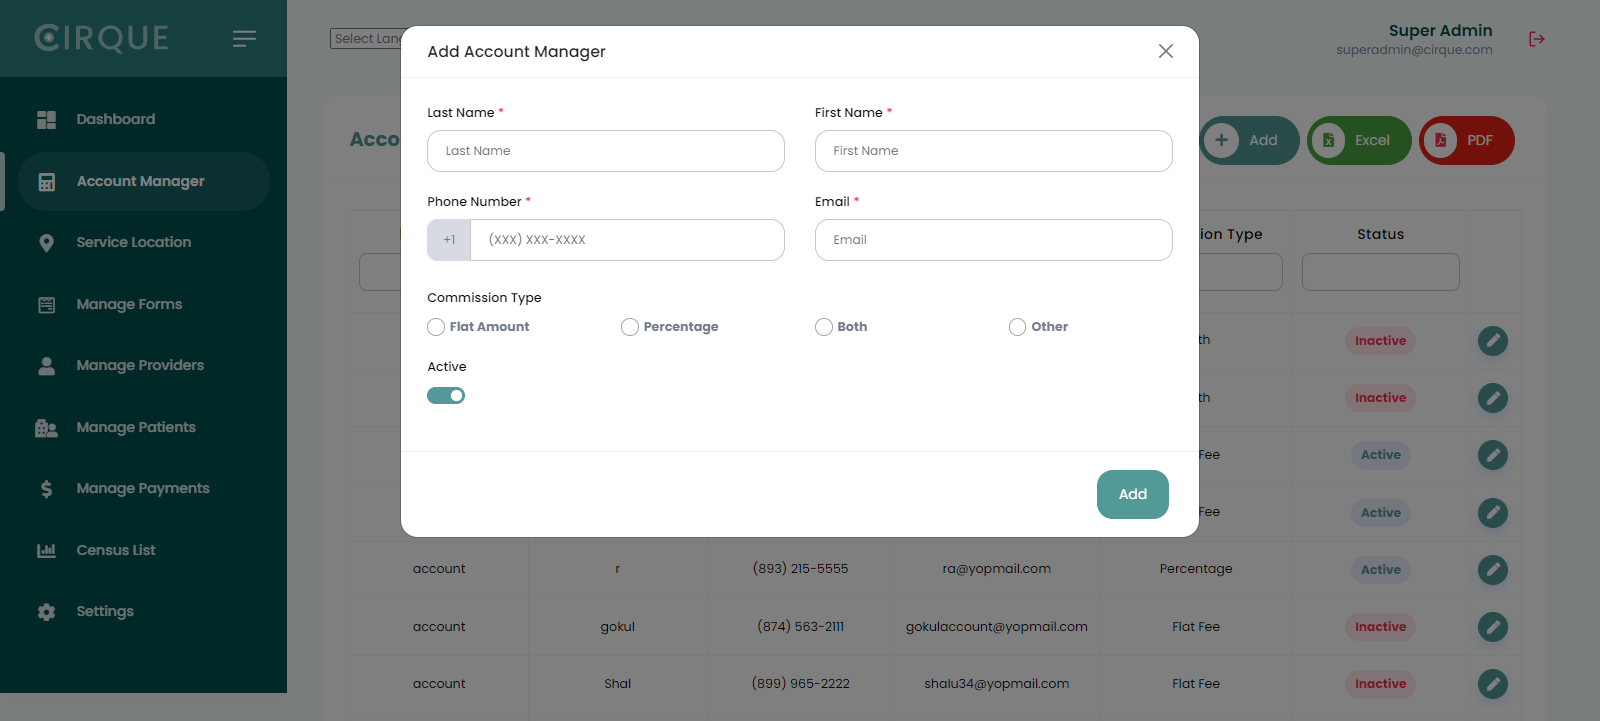 CIRQUE
Select Lang
Super Admin
superadmin@cirque.com
Dashboard
Account Manager
Service Location
Manage Forms
Manage Providers
Manage Patients
Manage Payments
Census List
Settings
Acco
Add
Excel
PDF
Add Account Manager
Last Name *
First Name *
Last Name
First Name
Phone Number *
Email *
+1
(XXX) XXX-XXXX
Email
Commission Type
Flat Amount
Percentage
Both
Other
Active
Add
ion Type
Status
th
Inactive
th
Inactive
Fee
Active
Fee
Active
account r (893) 215-5555 ra@yopmail.com Percentage Active
account gokul (874) 563-2111 gokulaccount@yopmail.com Flat Fee Inactive
account Shal (899) 965-2222 shalu34@yopmail.com Flat Fee Inactive